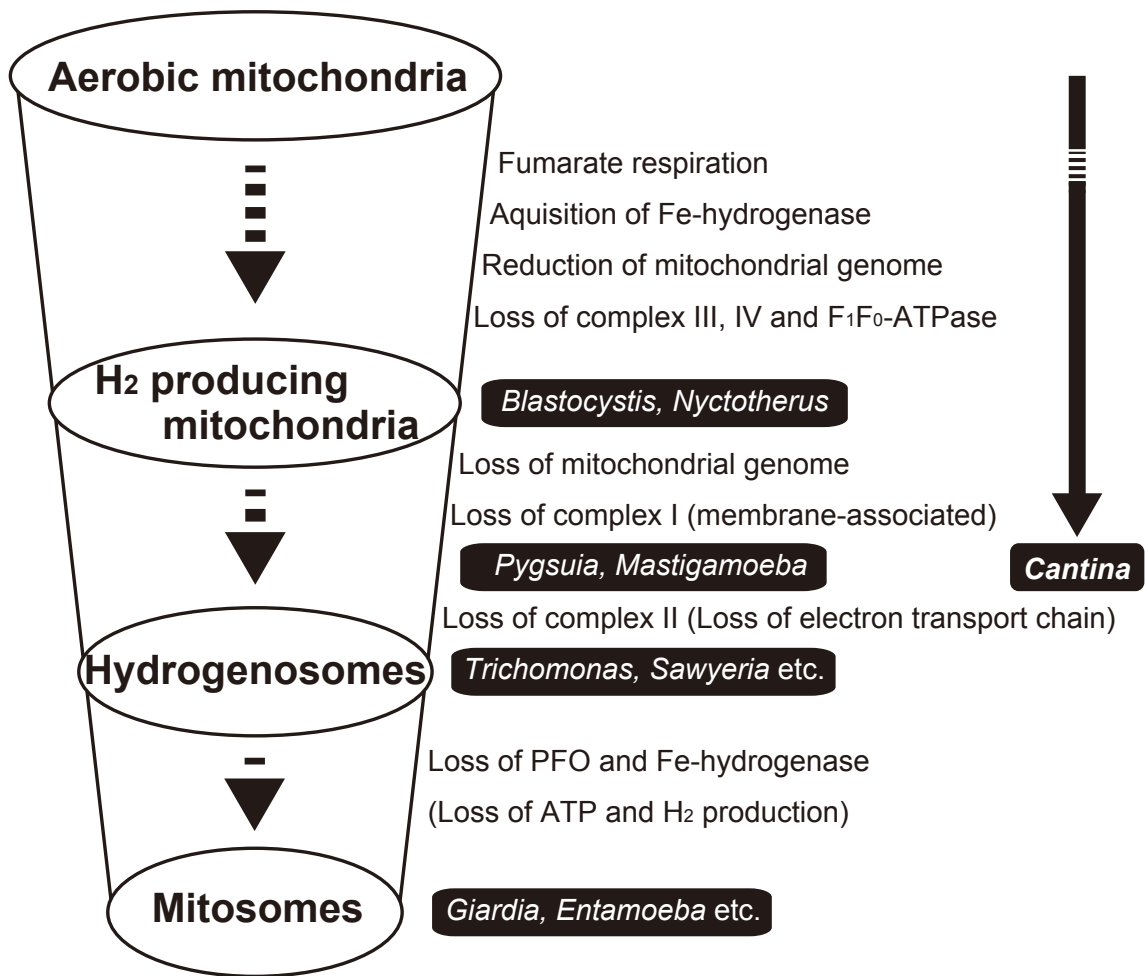 Aerobic mitochondria
Fumarate respiration
Aquisition of Fe-hydrogenase
Reduction of mitochondrial genome
Loss of complex III, IV and F1F0-ATPase
H2 producing
mitochondria
Blastocystis, Nyctotherus
Loss of mitochondrial genome
Loss of complex I (membrane-associated)
Pygsuia, Mastigamoeba
Cantina
Loss of complex II (Loss of electron transport chain)
Hydrogenosomes
Trichomonas, Sawyeria etc.
Loss of PFO and Fe-hydrogenase
(Loss of ATP and H2 production)
Mitosomes
Giardia, Entamoeba etc.